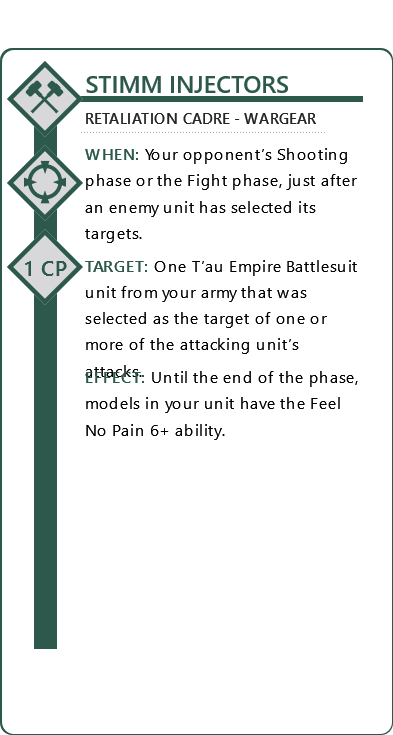 STIMM INJECTORS
RETALIATION CADRE - WARGEAR
WHEN: Your opponent’s Shooting
phase or the Fight phase, just after
an enemy unit has selected its
targets.
1 CP
TARGET: One T’au Empire Battlesuit
unit from your army that was
selected as the target of one or
more of the attacking unit’s
attacks.
EFFECT: Until the end of the phase,
models in your unit have the Feel
No Pain 6+ ability.